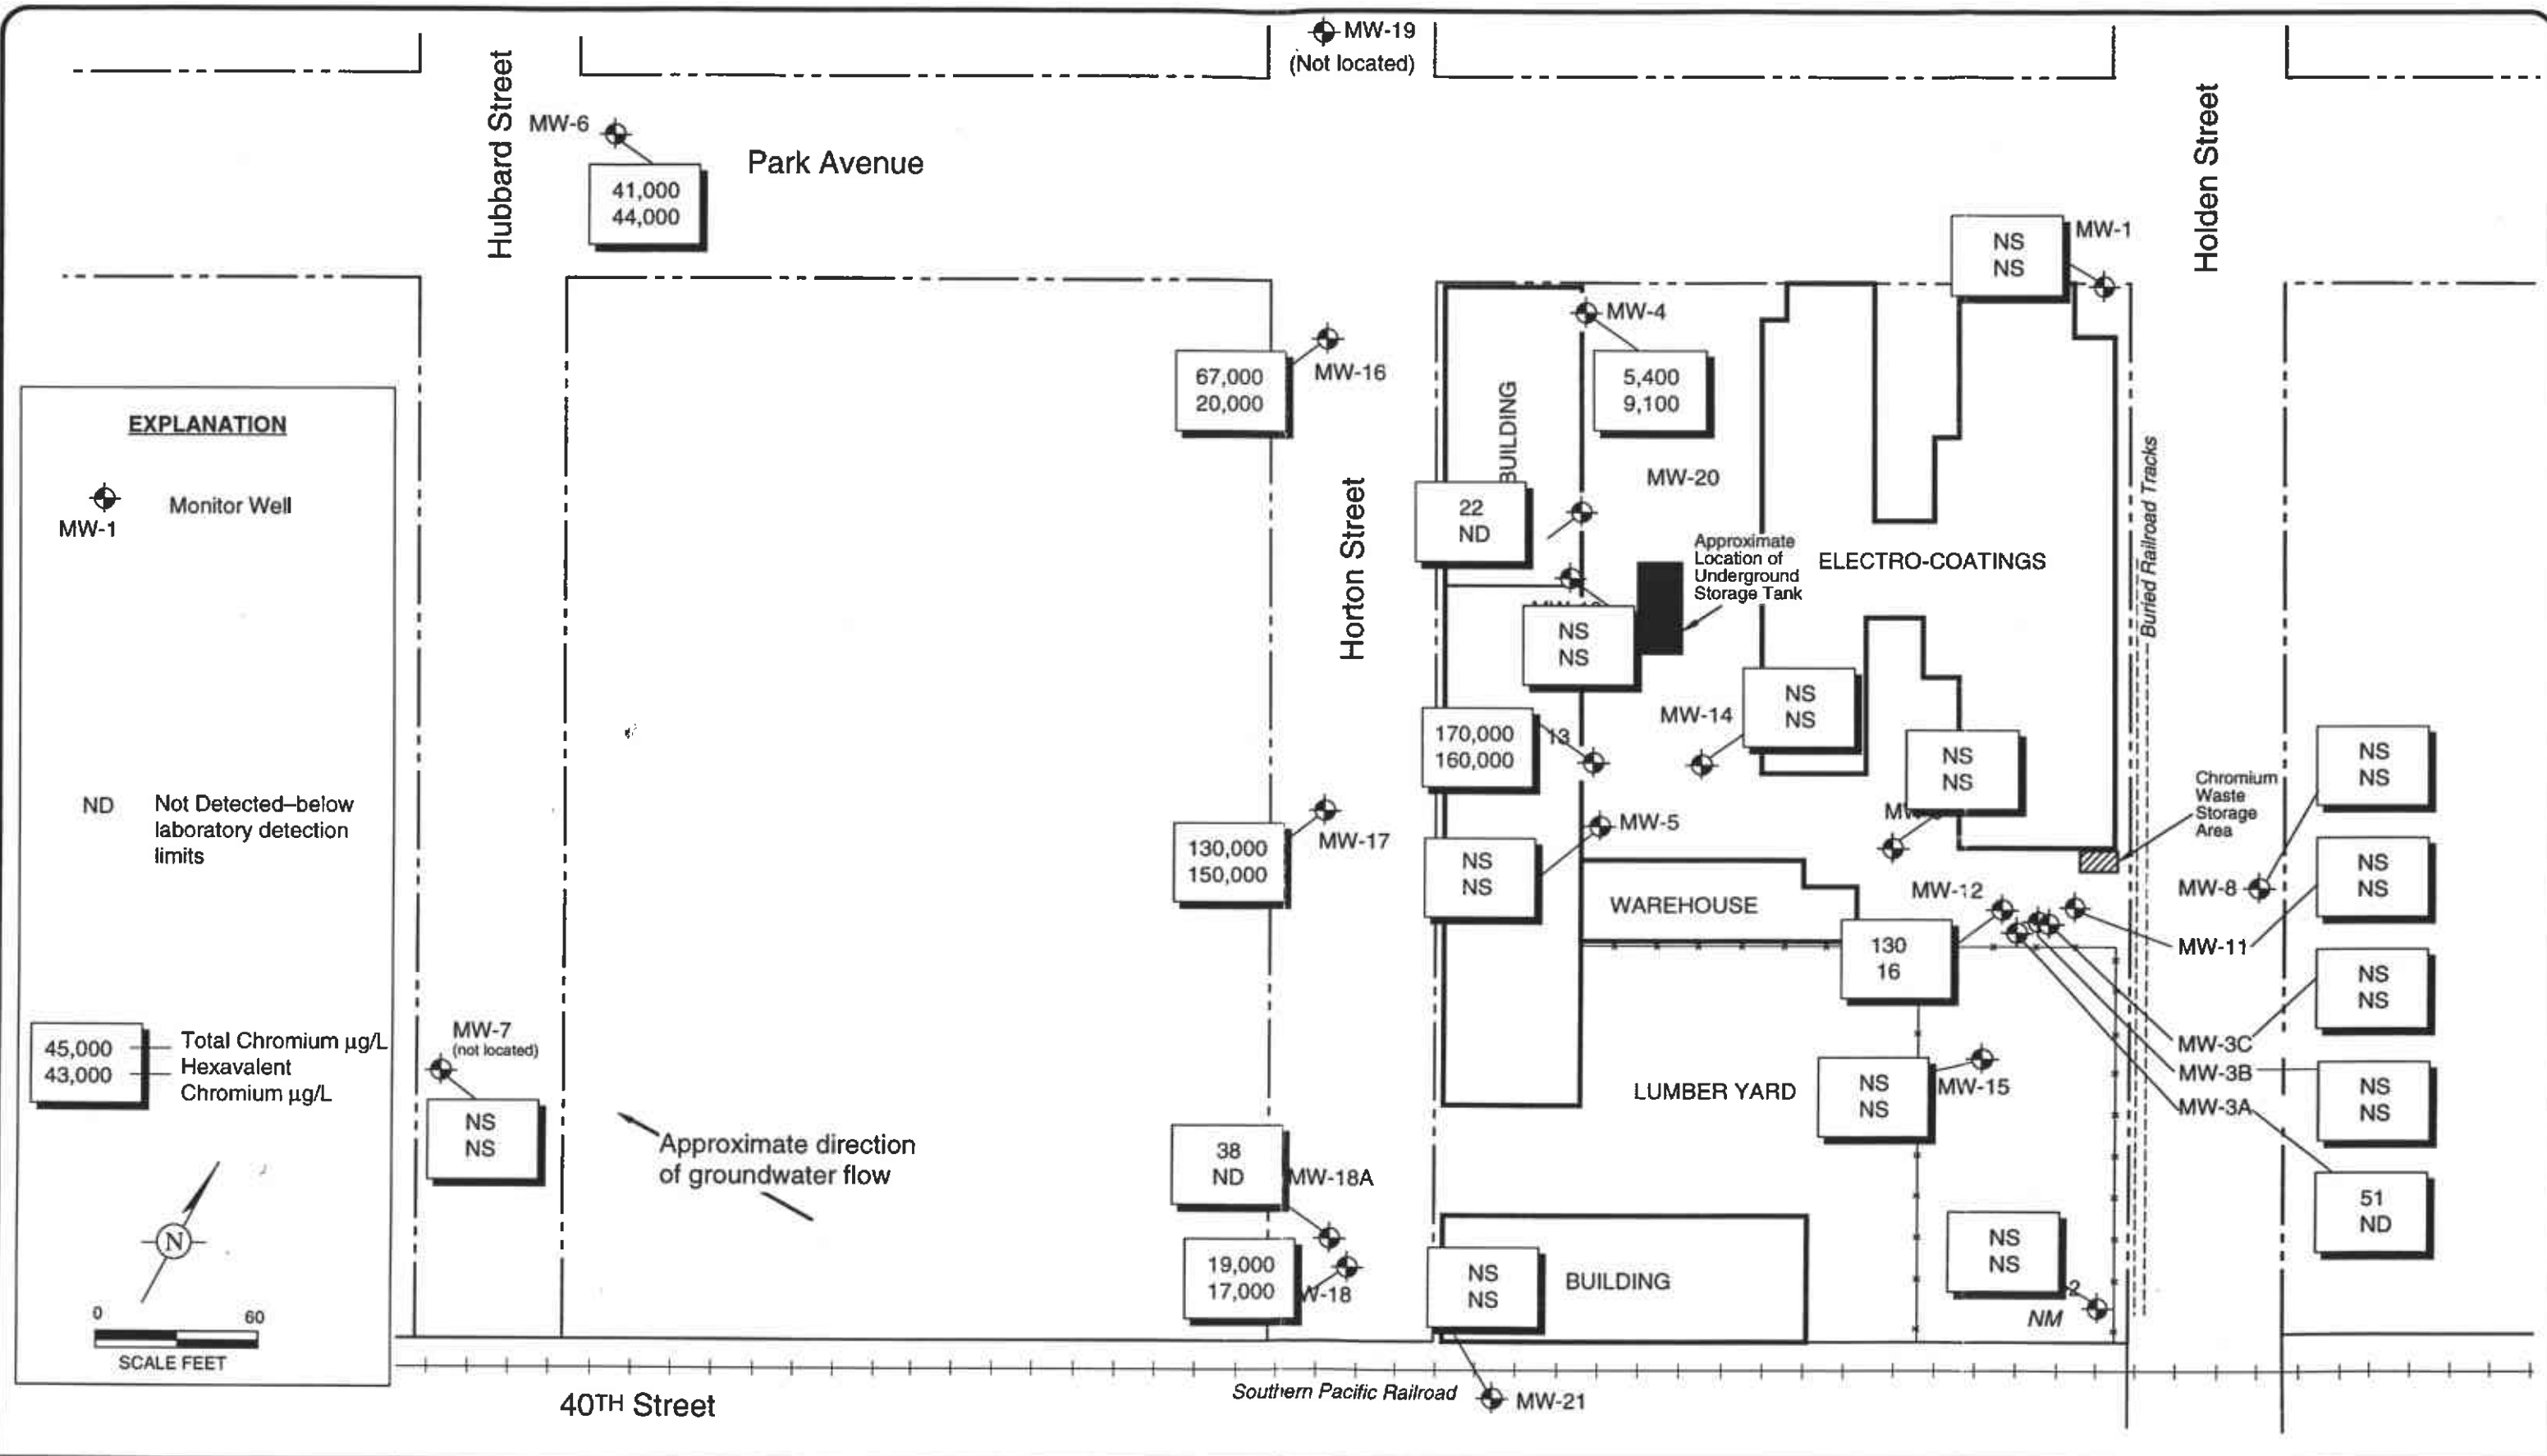 MW-19
(Not located)
Hubbard Street
MW-6
41,000
44,000
Park Avenue
Holden Street
NS
NS
MW-1
EXPLANATION
MW-1
Monitor Well
ND
Not Detected–below
laboratory detection
limits
45,000
43,000
Total Chromium µg/L
Hexavalent
Chromium µg/L
N
0
60
SCALE FEET
67,000
20,000
MW-16
MW-4
5,400
9,100
BUILDING
22
ND
MW-20
Horton Street
Approximate
Location of
Underground
Storage Tank
ELECTRO-COATINGS
Buried Railroad Tracks
NS
NS
NS
NS
MW-14
170,000
160,000
13
NS
NS
130,000
150,000
MW-17
MW-5
NS
NS
WAREHOUSE
Chromium
Waste
Storage
Area
NS
NS
MW-8
NS
NS
MW-12
130
16
MW-11
NS
NS
MW-3C
MW-3B
NS
NS
MW-3A
51
ND
MW-7
(not located)
NS
NS
Approximate direction
of groundwater flow
LUMBER YARD
NS
NS
MW-15
38
ND
MW-18A
19,000
17,000
W-18
NS
NS
BUILDING
NS
NS
2
NM
Southern Pacific Railroad
MW-21
40TH Street